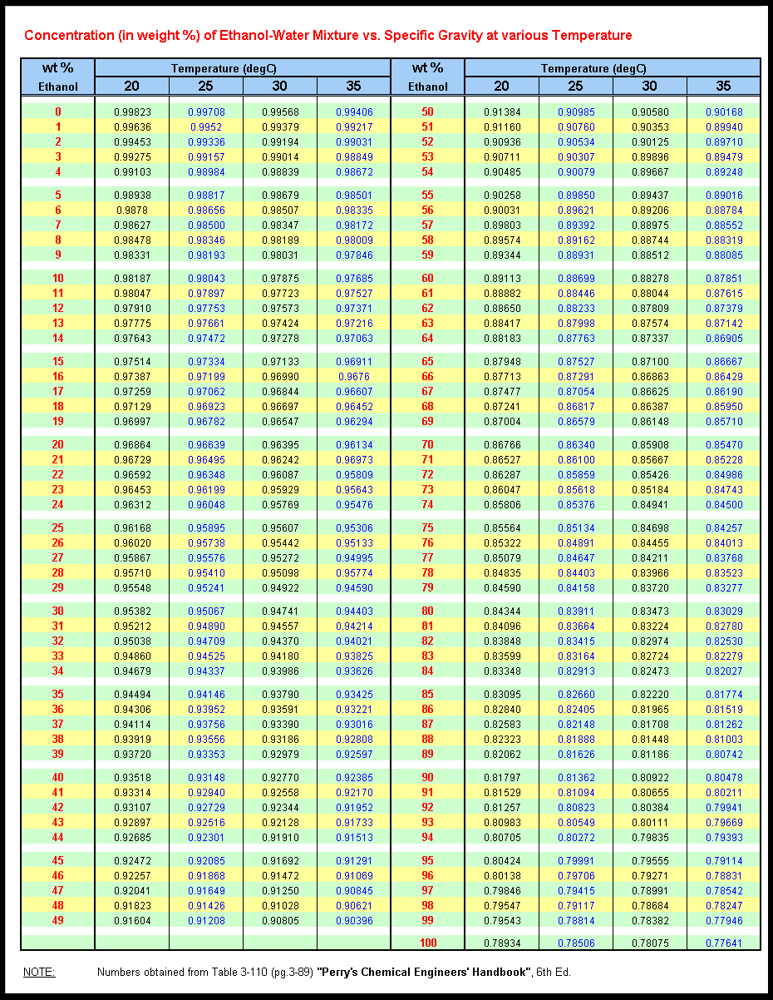 Concentration (in weight %) of Ethanol-Water Mixture vs. Specific Gravity at various Temperature
wt % Temperature (degC) wt % Temperature (degC)
Ethanol 20 25 30 35 Ethanol 20 25 30 35
0 0.99823 0.99708 0.99568 0.99406 50 0.91384 0.90985 0.90580 0.90168
1 0.99636 0.9952 0.99379 0.99217 51 0.91160 0.90760 0.90353 0.89940
2 0.99453 0.99336 0.99194 0.99031 52 0.90936 0.90534 0.90125 0.89710
3 0.99275 0.99157 0.99014 0.98849 53 0.90711 0.90307 0.89896 0.89479
4 0.99103 0.98984 0.98839 0.98672 54 0.90485 0.90079 0.89667 0.89248
5 0.98938 0.98817 0.98679 0.98501 55 0.90258 0.89850 0.89437 0.89016
6 0.9878 0.98656 0.98507 0.98335 56 0.90031 0.89621 0.89206 0.88784
7 0.98627 0.98500 0.98347 0.98172 57 0.89803 0.89392 0.88975 0.88552
8 0.98478 0.98346 0.98189 0.98009 58 0.89574 0.89162 0.88744 0.88319
9 0.98331 0.98193 0.98031 0.97846 59 0.89344 0.88931 0.88512 0.88085
10 0.98187 0.98043 0.97875 0.97685 60 0.89113 0.88699 0.88278 0.87851
11 0.98047 0.97897 0.97723 0.97527 61 0.88882 0.88446 0.88044 0.87615
12 0.97910 0.97753 0.97573 0.97371 62 0.88650 0.88233 0.87809 0.87379
13 0.97775 0.97661 0.97424 0.97216 63 0.88417 0.87998 0.87574 0.87142
14 0.97643 0.97472 0.97278 0.97063 64 0.88183 0.87763 0.87337 0.86905
15 0.97514 0.97334 0.97133 0.96911 65 0.87948 0.87527 0.87100 0.86667
16 0.97387 0.97199 0.96990 0.9676 66 0.87713 0.87291 0.86863 0.86429
17 0.97259 0.97062 0.96844 0.96607 67 0.87477 0.87054 0.86625 0.86190
18 0.97129 0.96923 0.96697 0.96452 68 0.87241 0.86817 0.86387 0.85950
19 0.96997 0.96782 0.96547 0.96294 69 0.87004 0.86579 0.86148 0.85710
20 0.96864 0.96639 0.96395 0.96134 70 0.86766 0.86340 0.85908 0.85470
21 0.96729 0.96495 0.96242 0.96973 71 0.86527 0.86100 0.85667 0.85228
22 0.96592 0.96348 0.96087 0.95809 72 0.86287 0.85859 0.85426 0.84986
23 0.96453 0.96199 0.95929 0.95643 73 0.86047 0.85618 0.85184 0.84743
24 0.96312 0.96048 0.95769 0.95476 74 0.85806 0.85376 0.84941 0.84500
25 0.96168 0.95895 0.95607 0.95306 75 0.85564 0.85134 0.84698 0.84257
26 0.96020 0.95738 0.95442 0.95133 76 0.85322 0.84891 0.84455 0.84013
27 0.95867 0.95576 0.95272 0.94995 77 0.85079 0.84647 0.84211 0.83768
28 0.95710 0.95410 0.95098 0.95774 78 0.84835 0.84403 0.83966 0.83523
29 0.95548 0.95241 0.94922 0.94590 79 0.84590 0.84158 0.83720 0.83277
30 0.95382 0.95067 0.94741 0.94403 80 0.84344 0.83911 0.83473 0.83029
31 0.95212 0.94890 0.94557 0.94214 81 0.84096 0.83664 0.83224 0.82780
32 0.95038 0.94709 0.94370 0.94021 82 0.83848 0.83415 0.82974 0.82530
33 0.94860 0.94525 0.94180 0.93825 83 0.83599 0.83164 0.82724 0.82279
34 0.94679 0.94337 0.93986 0.93626 84 0.83348 0.82913 0.82473 0.82027
35 0.94494 0.94146 0.93790 0.93425 85 0.83095 0.82660 0.82220 0.81774
36 0.94306 0.93952 0.93591 0.93221 86 0.82840 0.82405 0.81965 0.81519
37 0.94114 0.93756 0.93390 0.93016 87 0.82583 0.82148 0.81708 0.81262
38 0.93919 0.93556 0.93186 0.92808 88 0.82323 0.81888 0.81448 0.81003
39 0.93720 0.93353 0.92979 0.92597 89 0.82062 0.81626 0.81186 0.80742
40 0.93518 0.93148 0.92770 0.92385 90 0.81797 0.81362 0.80922 0.80478
41 0.93314 0.92940 0.92558 0.92170 91 0.81529 0.81094 0.80655 0.80211
42 0.93107 0.92729 0.92344 0.91952 92 0.81257 0.80823 0.80384 0.79941
43 0.92897 0.92516 0.92128 0.91733 93 0.80983 0.80549 0.80111 0.79669
44 0.92685 0.92301 0.91910 0.91513 94 0.80705 0.80272 0.79835 0.79393
45 0.92472 0.92085 0.91692 0.91291 95 0.80424 0.79991 0.79555 0.79114
46 0.92257 0.91868 0.91472 0.91069 96 0.80138 0.79706 0.79271 0.78831
47 0.92041 0.91649 0.91250 0.90845 97 0.79846 0.79415 0.78991 0.78542
48 0.91823 0.91426 0.91028 0.90621 98 0.79547 0.79117 0.78684 0.78247
49 0.91604 0.91208 0.90805 0.90396 99 0.79543 0.78814 0.78382 0.77946
100 0.78934 0.78506 0.78075 0.77641
NOTE: Numbers obtained from Table 3-110 (pg.3-89) "Perry's Chemical Engineers' Handbook", 6th Ed.